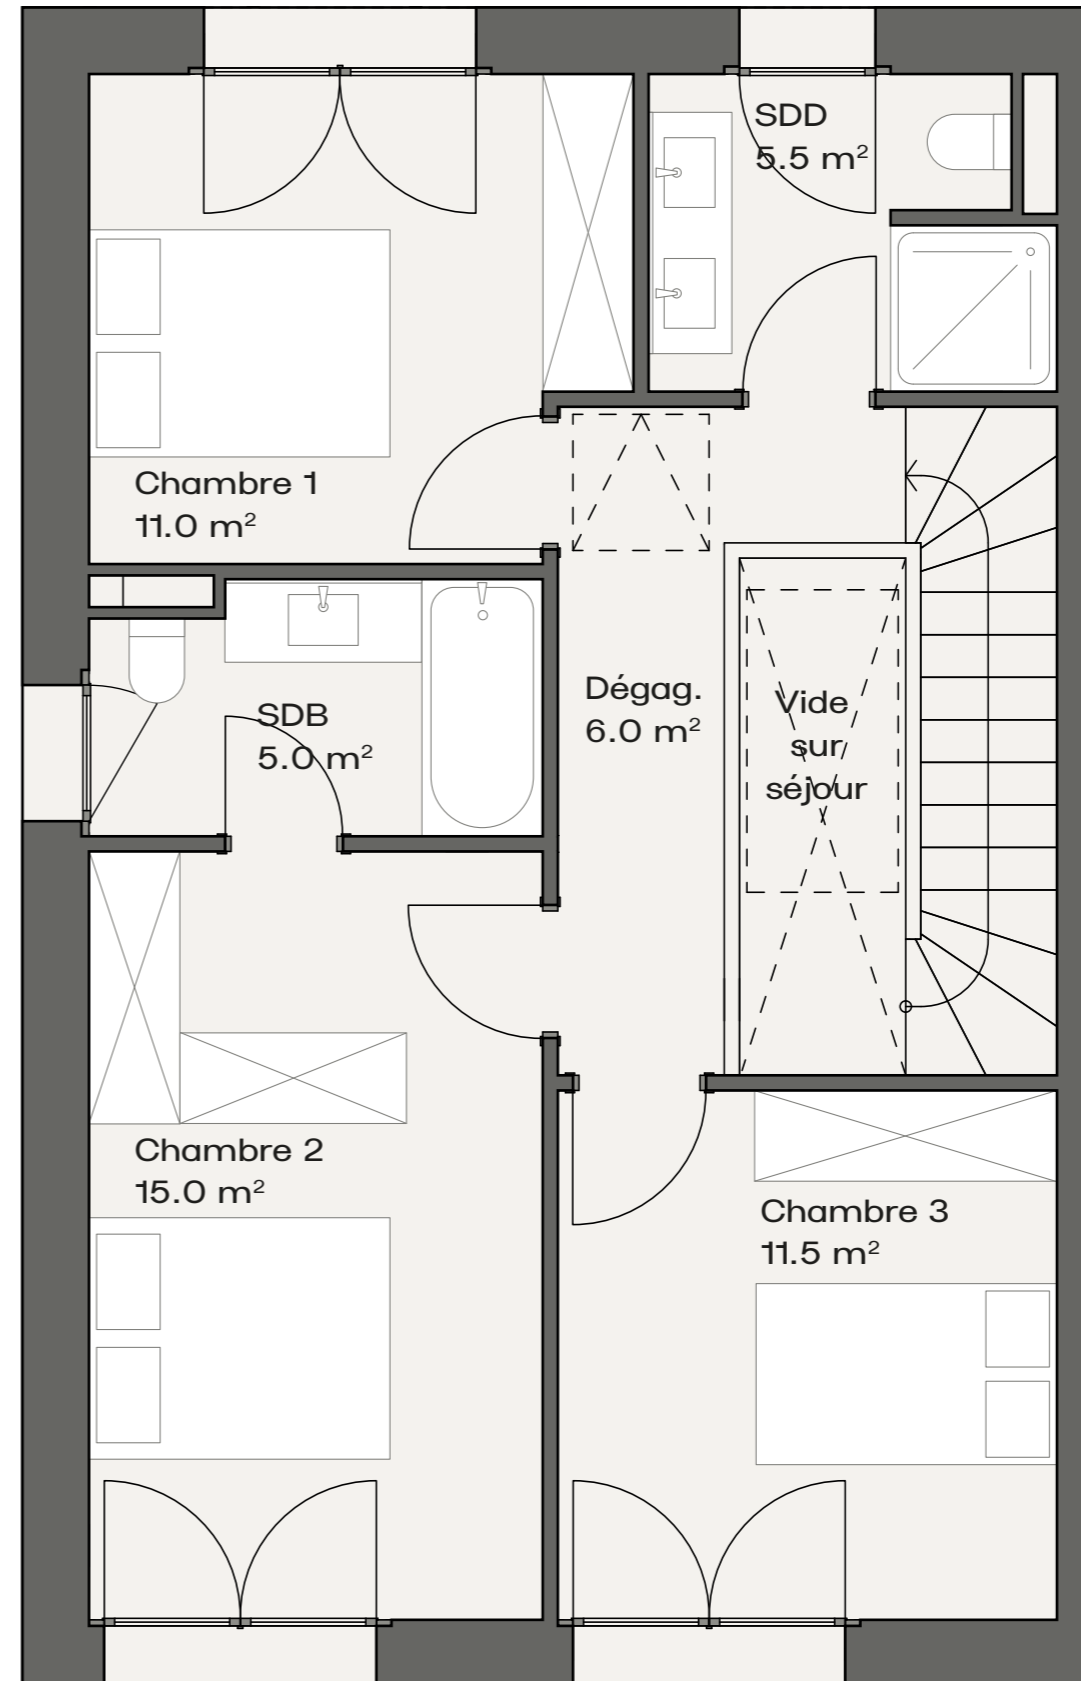 SDD
5.5 m²
Chambre 1
11.0 m²
Dégag.
6.0 m²
Vide
sur
séjour
SDB
5.0 m²
Chambre 2
15.0 m²
Chambre 3
11.5 m²